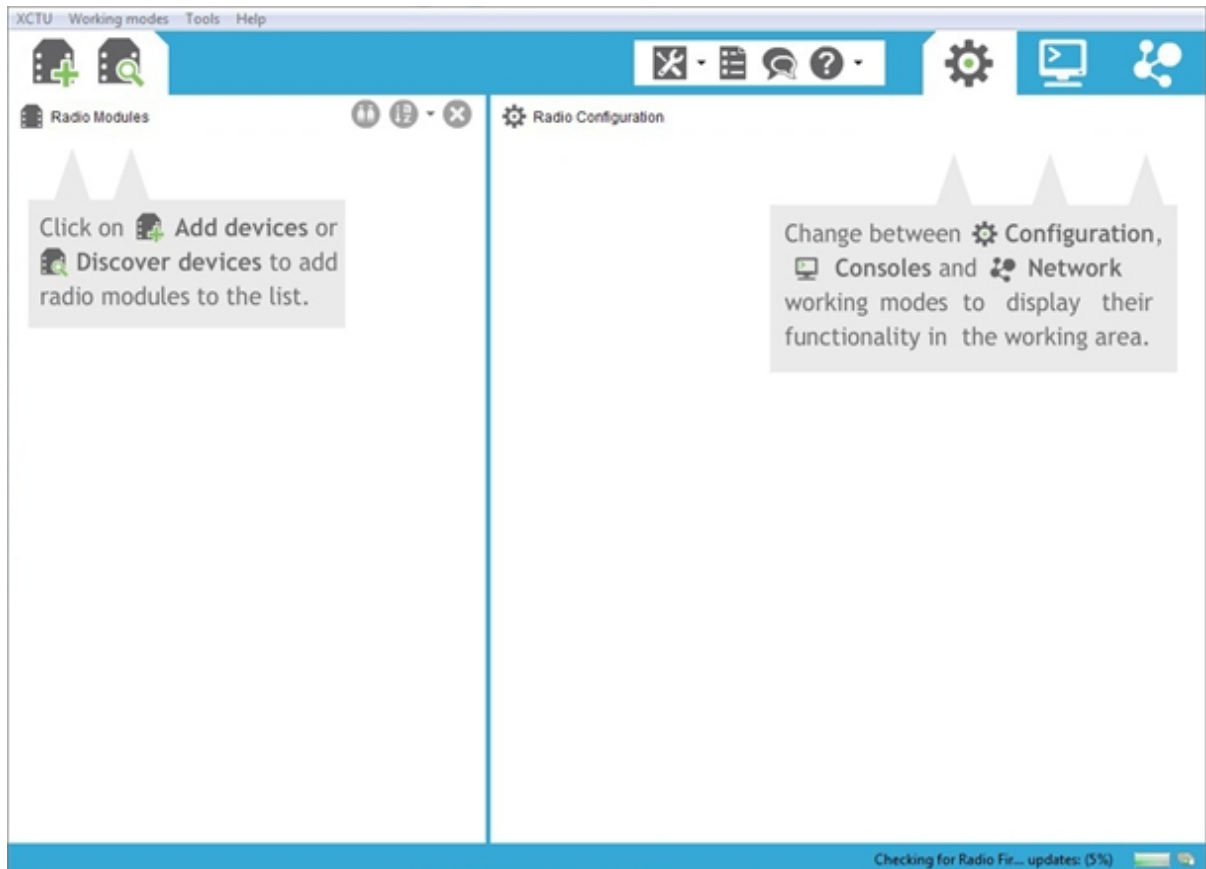 XCTU Working modes Tools Help
Radio Modules
Radio Configuration
Click on Add devices or
Discover devices to add
radio modules to the list.
Change between Configuration,
Consoles and Network
working modes to display their
functionality in the working area.
Checking for Radio Fir... updates: (5%)